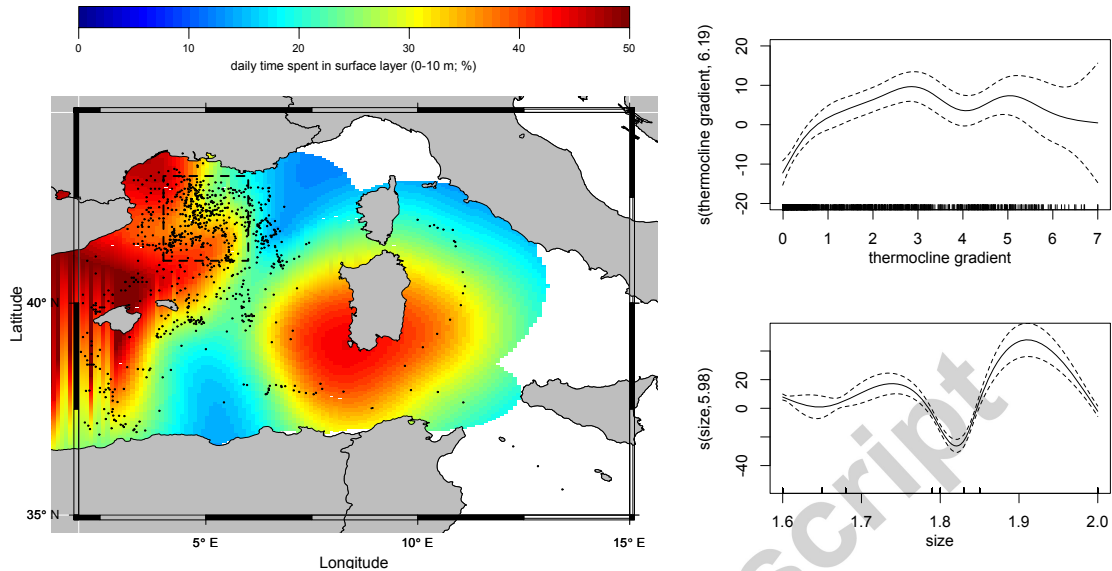 0 10 20 30 40 50
daily time spent in surface layer (0-10 m; %)
Latitude
40° N
35° N
5° E 10° E 15° E
Longitude
s(thermocline gradient, 6.19)
20
10
0
-10
-20
0 1 2 3 4 5 6 7
thermocline gradient
s(size,5.98)
20
0
-40
1.6 1.7 1.8 1.9 2.0
size
script